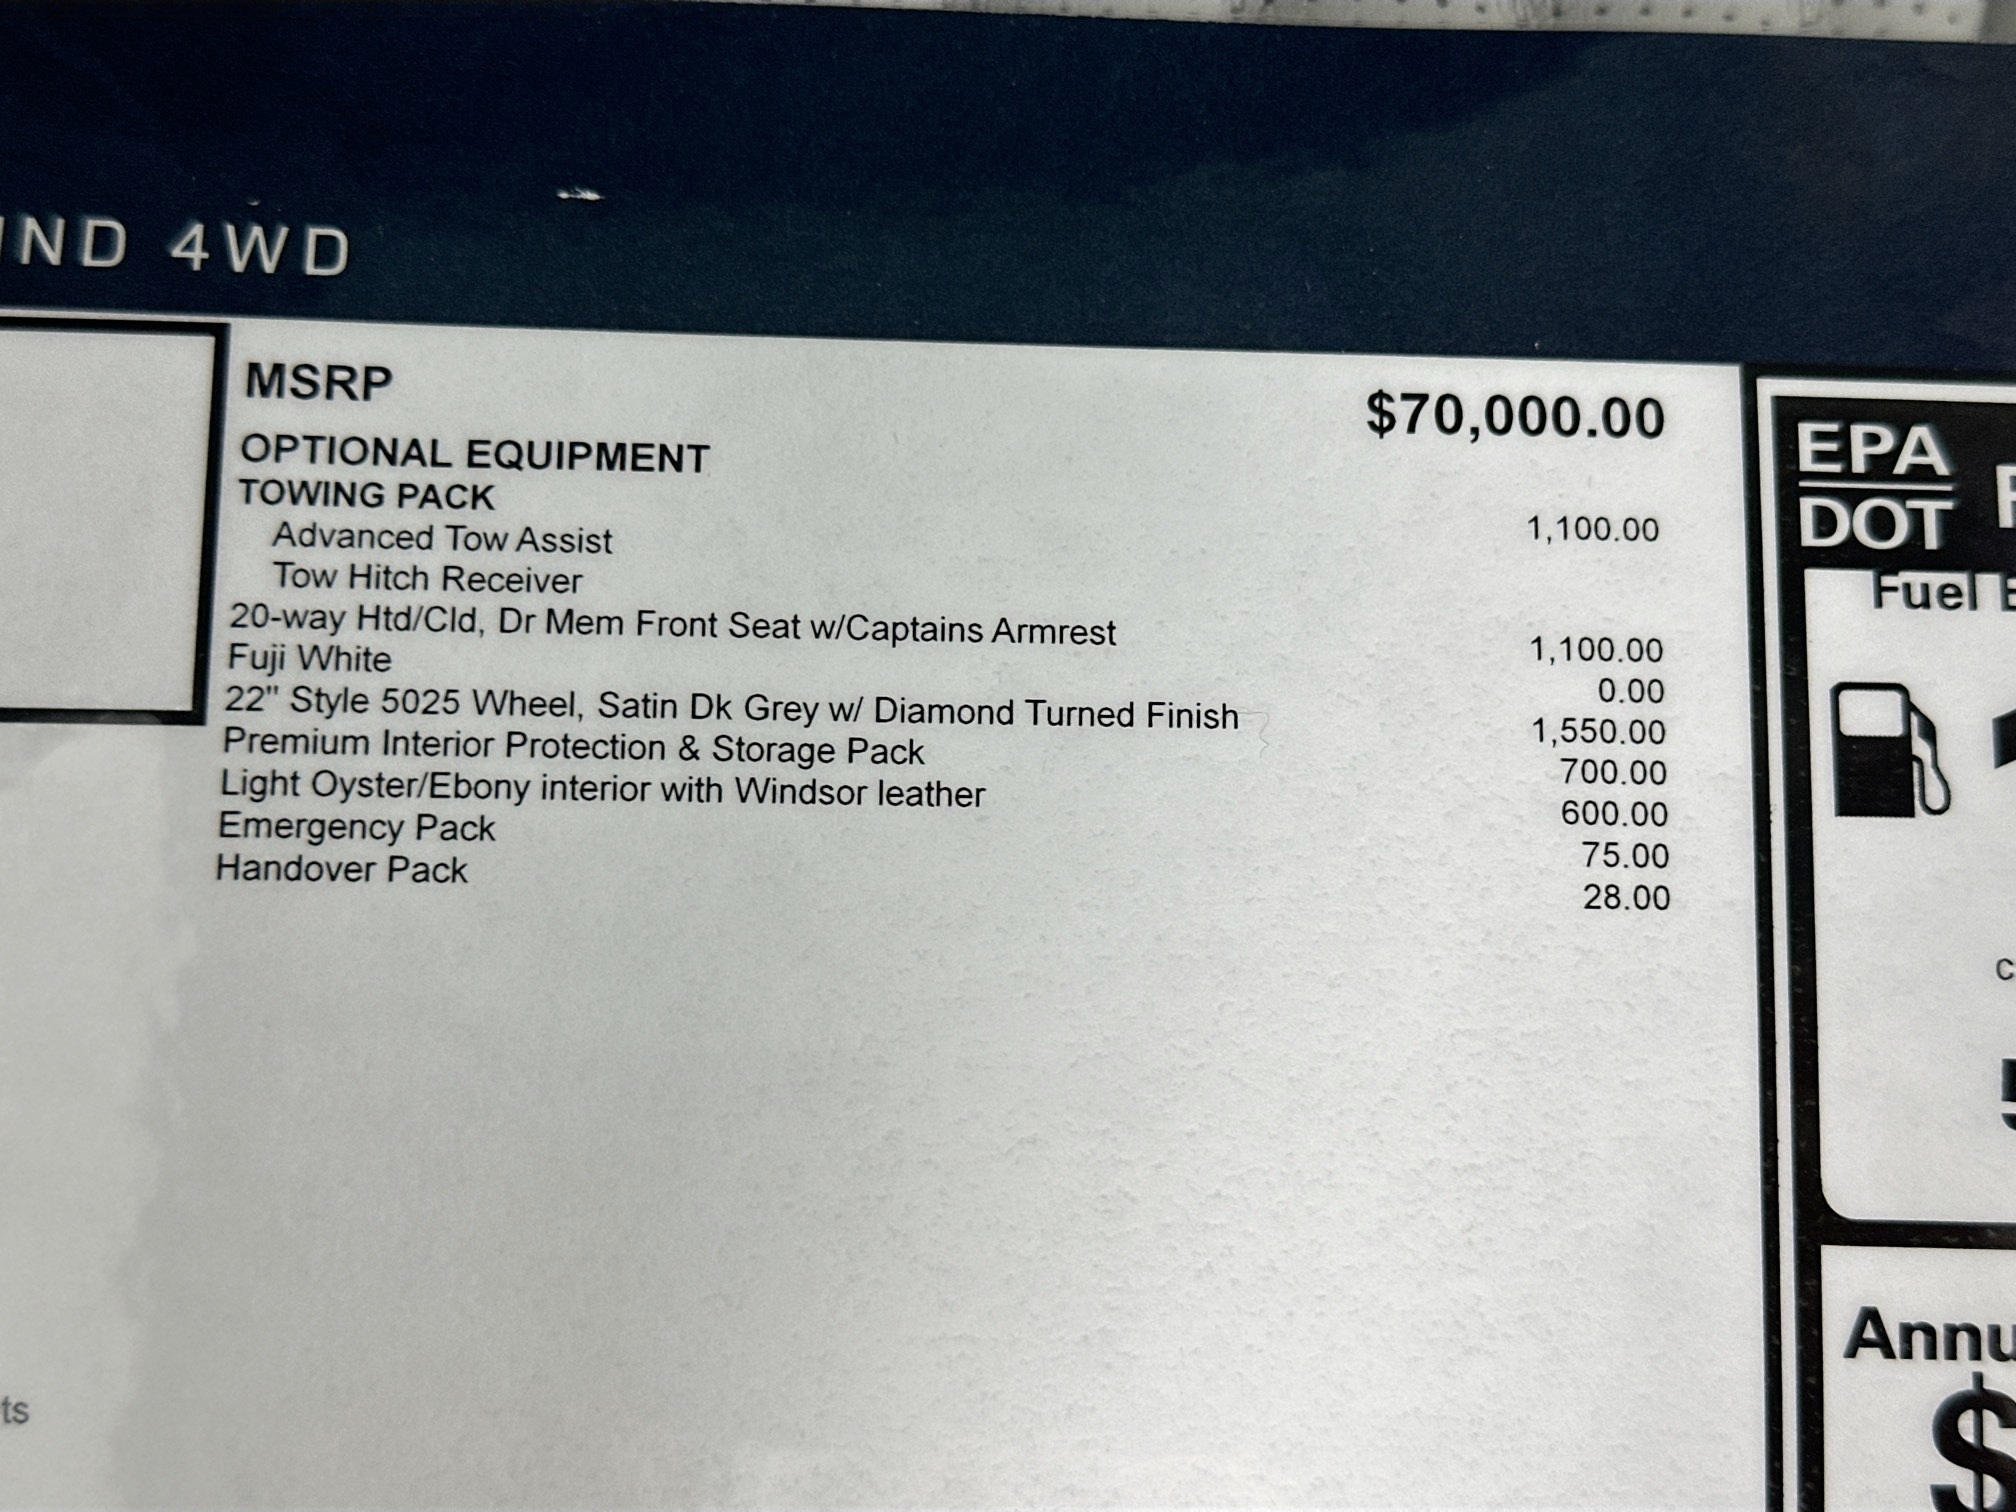 IND 4WD
MSRP $70,000.00
OPTIONAL EQUIPMENT
TOWING PACK 1,100.00
Advanced Tow Assist
Tow Hitch Receiver
20-way Htd/Cld, Dr Mem Front Seat w/Captains Armrest 1,100.00
Fuji White 0.00
22" Style 5025 Wheel, Satin Dk Grey w/ Diamond Turned Finish 1,550.00
Premium Interior Protection & Storage Pack 700.00
Light Oyster/Ebony interior with Windsor leather 600.00
Emergency Pack 75.00
Handover Pack 28.00
ts
EPA
DOT
Fuel
Annu
$